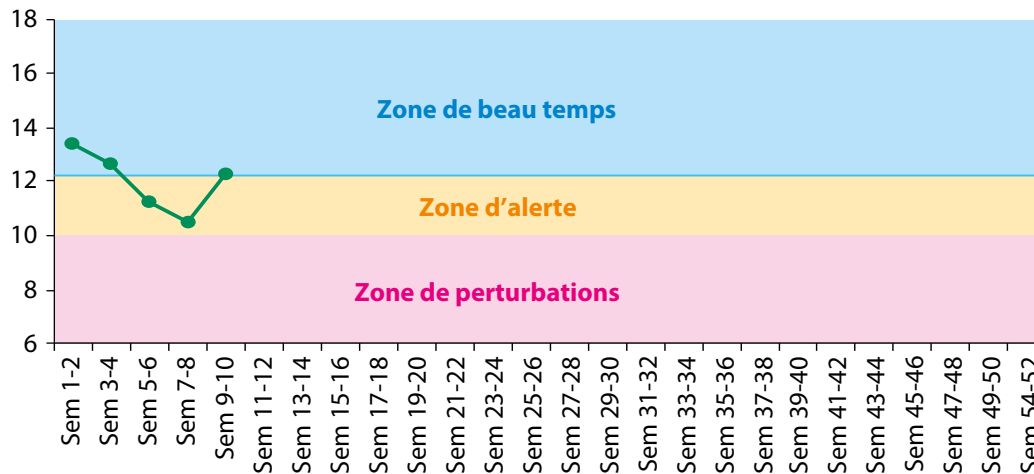 18
16
14
12
10
8
6
Zone de beau temps
Zone d'alerte
Zone de perturbations
Sem 1-2
Sem 3-4
Sem 5-6
Sem 7-8
Sem 9-10
Sem 11-12
Sem 13-14
Sem 15-16
Sem 17-18
Sem 19-20
Sem 21-22
Sem 23-24
Sem 25-26
Sem 27-28
Sem 29-30
Sem 31-32
Sem 33-34
Sem 35-36
Sem 37-38
Sem 39-40
Sem 41-42
Sem 43-44
Sem 45-46
Sem 47-48
Sem 49-50
Sem 54-52